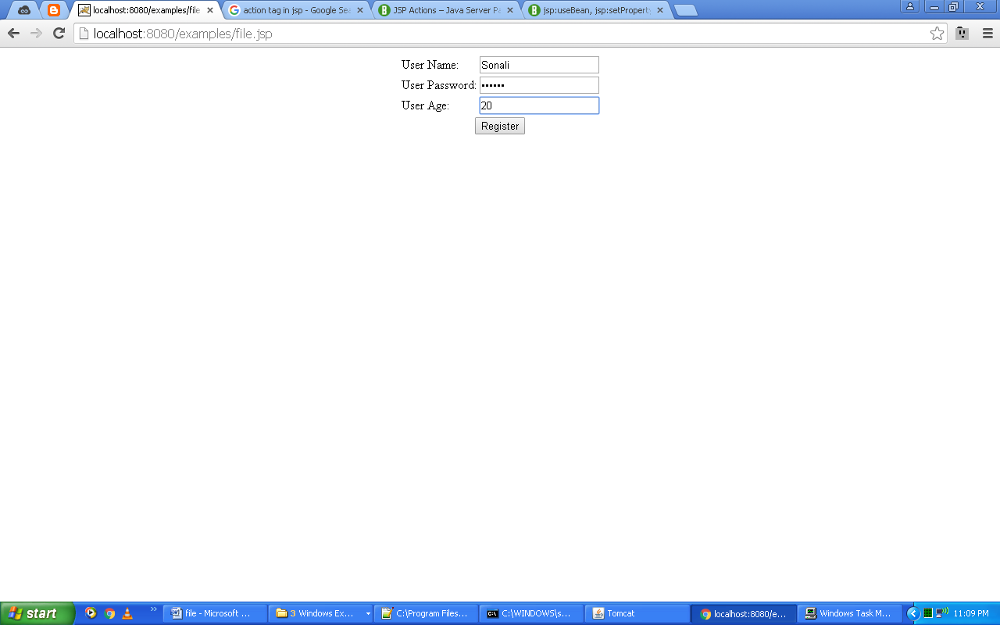 localhost:8080/examples/file
action tag in jsp - Google Sea
JSP Actions – Java Server Pa
jsp:useBean, jsp:setProperty
localhost:8080/examples/file.jsp
User Name: Sonali
User Password: ••••••
User Age: 20
Register
start
file - Microsoft ...
3 Windows Ex...
C:\Program Files...
C:\WINDOWS\s...
Tomcat
localhost:8080/e...
Windows Task M...
11:09 PM